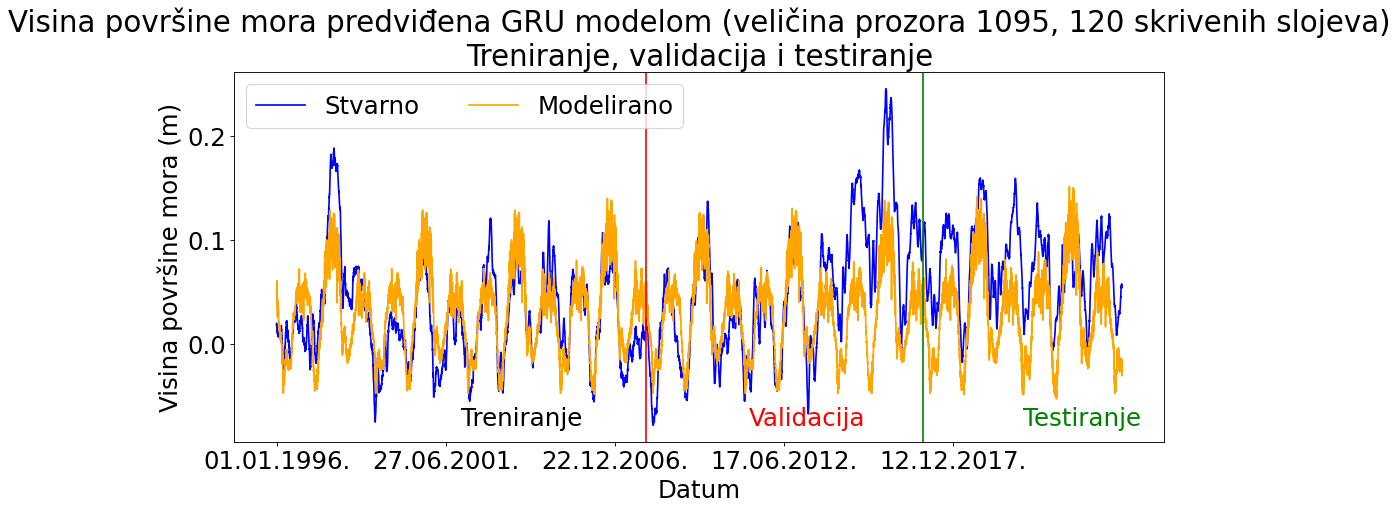 Visina površine mora predviđena GRU modelom (veličina prozora 1095, 120 skrivenih slojeva)
Treniranje, validacija i testiranje
Stvarno
Modelirano
Visina površine mora (m)
0.2
0.1
0.0
Treniranje
Validacija
Testiranje
01.01.1996.
27.06.2001.
22.12.2006.
17.06.2012.
12.12.2017.
Datum